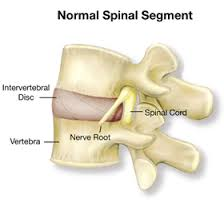 Normal Spinal Segment
Intervertebral
Disc
Spinal Cord
Nerve Root
Vertebra